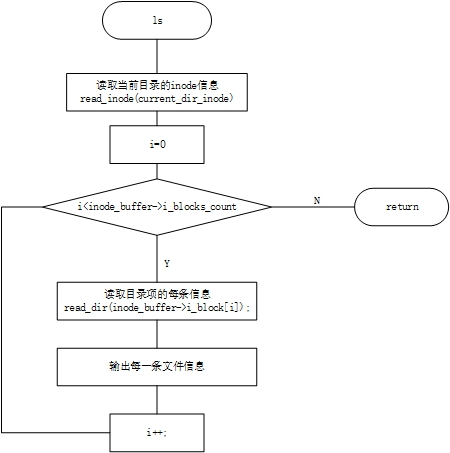 ls
读取当前目录的inode信息
read_inode(current_dir_inode)
i=0
i<inode_buffer->i_blocks_count
N
return
Y
读取目录项的每条信息
read_dir(inode_buffer->i_block[i]);
输出每一条文件信息
i++;